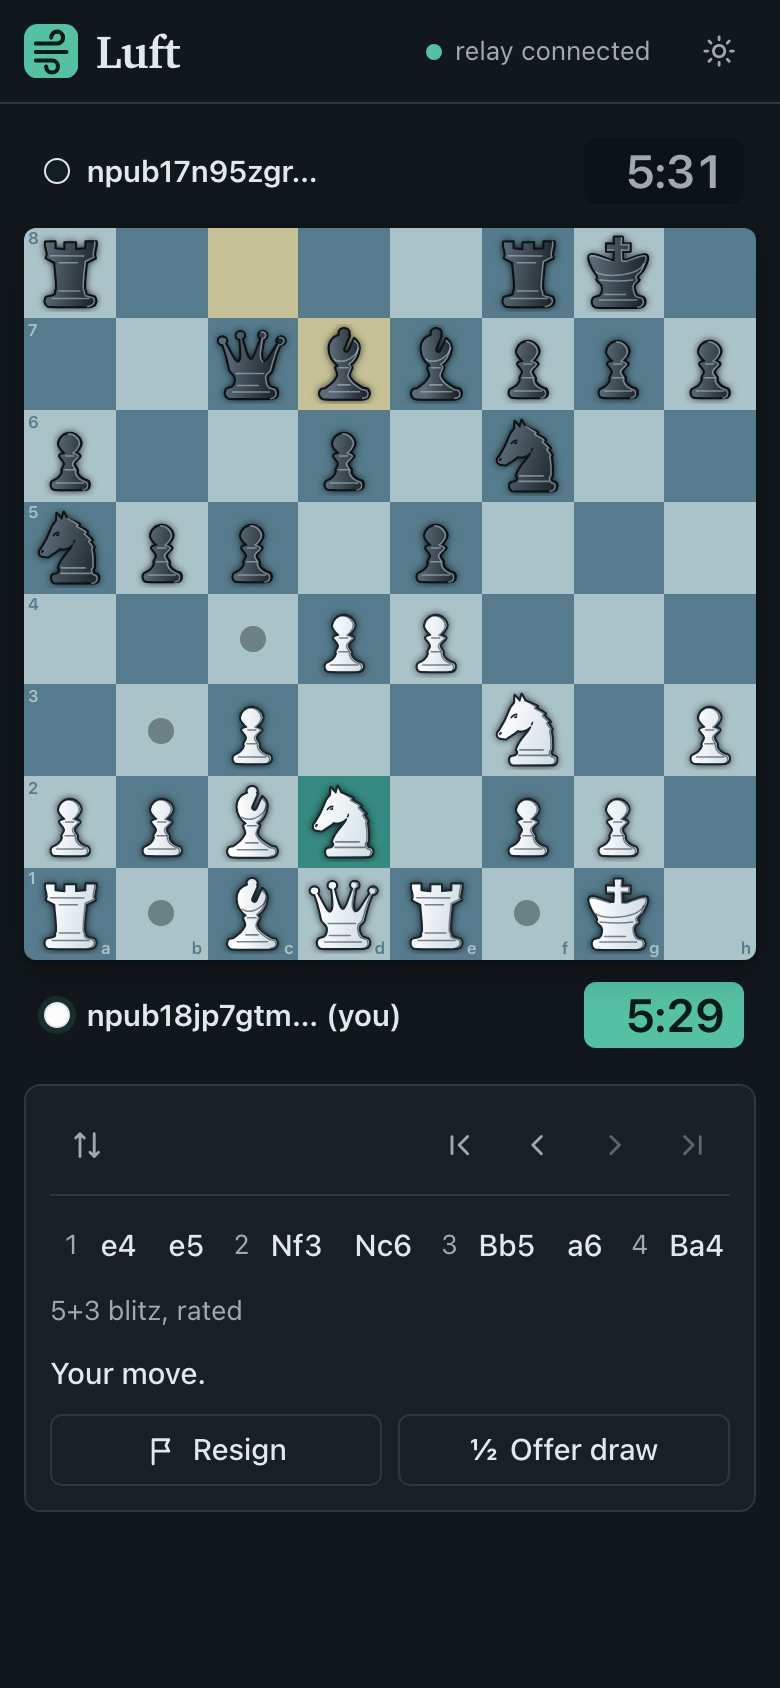 Luft
relay connected
npub17n95zgr...
5:31
8
7
6
5
4
3
2
1
a b c d e f g h
npub18jp7gtm... (you)
5:29
1 e4 e5 2 Nf3 Nc6 3 Bb5 a6 4 Ba4
5+3 blitz, rated
Your move.
Resign
½ Offer draw